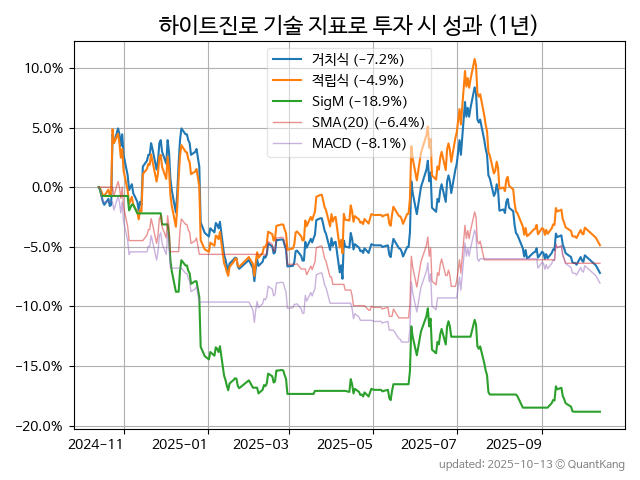 하이트진로 기술 지표로 투자 시 성과 (1년)
거치식 (−7.2%)
적립식 (−4.9%)
SigM (−18.9%)
SMA(20) (−6.4%)
MACD (−8.1%)
10.0%
5.0%
0.0%
−5.0%
−10.0%
−15.0%
−20.0%
2024−11 2025−01 2025−03 2025−05 2025−07 2025−09
updated: 2025-10-13 © QuantKang